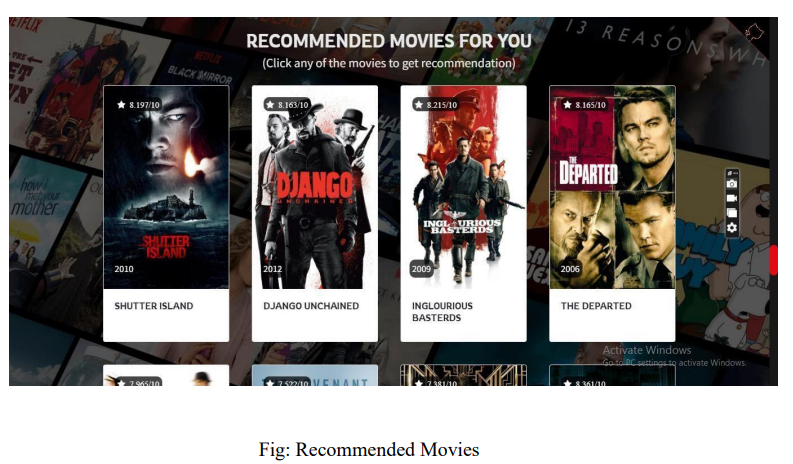 NETFLIX
RECOMMENDED MOVIES FOR YOU
(Click any of the movies to get recommendation)
13 REASONS WH
NETFLIX
BLACK MIRROR
8.197/10
8.163/10
8.215/10
8.165/10
how i
met your
mother
DJANGO
UNCHAINED
THE
DEPARTED
INGLOURIOUS
BASTERDS
SHUTTER
ISLAND
FAMILY
GUY
2010
2012
2009
2006
SHUTTER ISLAND
DJANGO UNCHAINED
INGLOURIOUS
BASTERDS
THE DEPARTED
Activate Windows
Go to PC settings to activate Windows.
7.965/10
7.522/10
VENANT
7.381/10
8.361/10
Fig: Recommended Movies